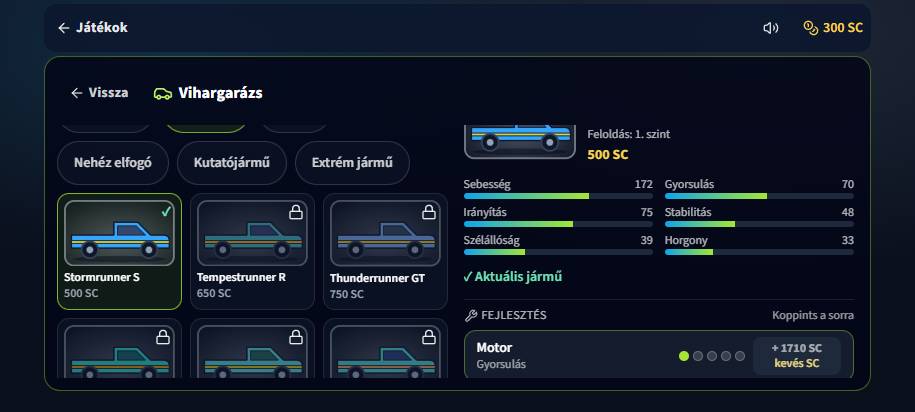 Játékok
300 SC
Vissza
Vihargarázs
Nehéz elfogó
Kutatójármű
Extrém jármű
Stormrunner S
500 SC
Tempestrunner R
650 SC
Thunderrunner GT
750 SC
Feloldás: 1. szint
500 SC
Sebesség 172
Gyorsulás 70
Irányítás 75
Stabilitás 48
Szélállóság 39
Horgony 33
✓ Aktuális jármű
FEJLESZTÉS
Koppints a sorra
Motor
Gyorsulás
+ 1710 SC
kevés SC